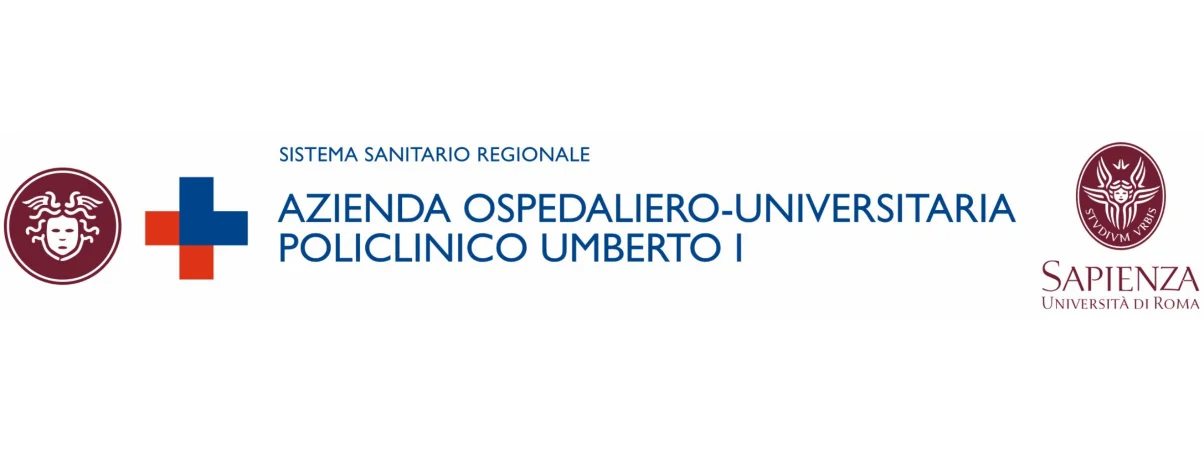 SISTEMA SANITARIO REGIONALE
AZIENDA OSPEDALIERO-UNIVERSITARIA
POLICLINICO UMBERTO I
STVDIVM VRBIS
SAPIENZA
UNIVERSITÀ DI ROMA